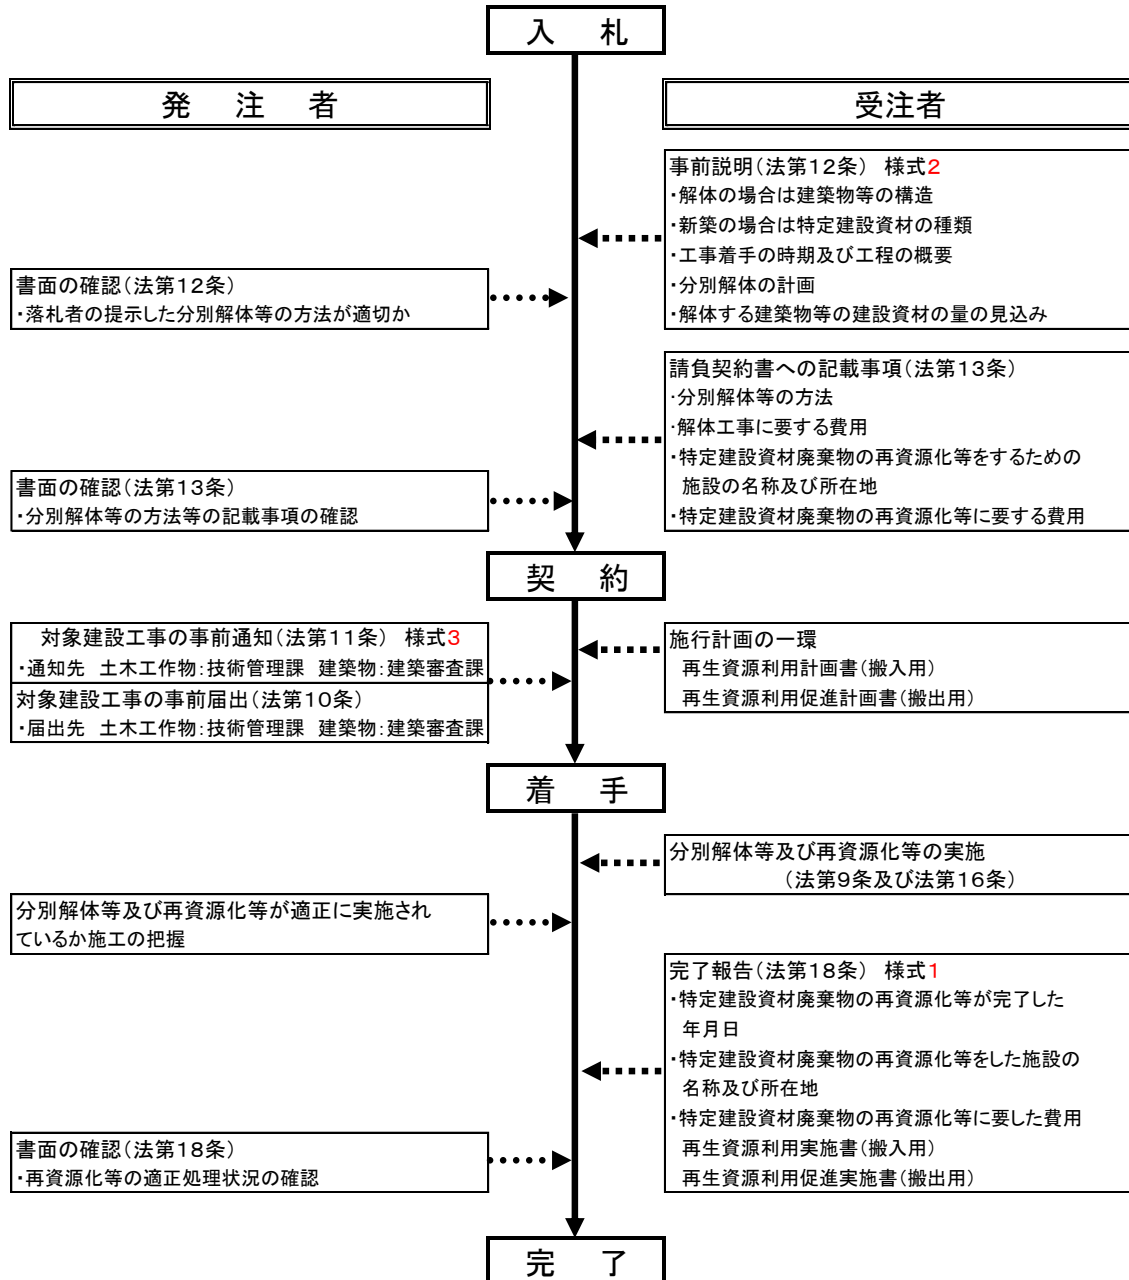 入　札
発　注　者
受注者
事前説明（法第１２条）　様式２
・解体の場合は建築物等の構造
・新築の場合は特定建設資材の種類
・工事着手の時期及び工程の概要
・分別解体の計画
・解体する建築物等の建設資材の量の見込み
書面の確認（法第１２条）
・落札者の提示した分別解体等の方法が適切か
請負契約書への記載事項（法第１３条）
・分別解体等の方法
・解体工事に要する費用
・特定建設資材廃棄物の再資源化等をするための
施設の名称及び所在地
・特定建設資材廃棄物の再資源化等に要する費用
書面の確認（法第１３条）
・分別解体等の方法等の記載事項の確認
契　約
対象建設工事の事前通知（法第１１条）　様式３
・通知先　土木工作物：技術管理課　建築物：建築審査課
対象建設工事の事前届出（法第１０条）
・届出先　土木工作物：技術管理課　建築物：建築審査課
施行計画の一環
再生資源利用計画書（搬入用）
再生資源利用促進計画書（搬出用）
着　手
分別解体等及び再資源化等の実施
（法第９条及び法第１６条）
分別解体等及び再資源化等が適正に実施され
ているか施工の把握
完了報告（法第１８条）　様式１
・特定建設資材廃棄物の再資源化等が完了した
年月日
・特定建設資材廃棄物の再資源化等をした施設の
名称及び所在地
・特定建設資材廃棄物の再資源化等に要した費用
再生資源利用実施書（搬入用）
再生資源利用促進実施書（搬出用）
書面の確認（法第１８条）
・再資源化等の適正処理状況の確認
完　了